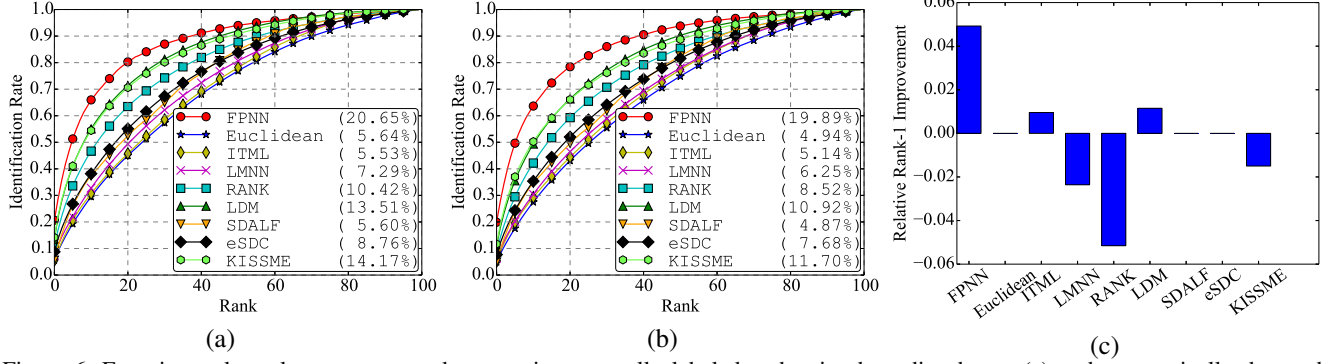 1.0
0.9
0.8
0.7
0.6
0.5
0.4
0.3
0.2
0.1
0.0
Identification Rate
FPNN (20.65%)
Euclidean ( 5.64%)
ITML ( 5.53%)
LMNN ( 7.29%)
RANK (10.42%)
LDM (13.51%)
SDALF ( 5.60%)
eSDC ( 8.76%)
KISSME (14.17%)
0 20 40 60 80 100
Rank
(a)
1.0
0.9
0.8
0.7
0.6
0.5
0.4
0.3
0.2
0.1
0.0
Identification Rate
FPNN (19.89%)
Euclidean ( 4.94%)
ITML ( 5.14%)
LMNN ( 6.25%)
RANK ( 8.52%)
LDM (10.92%)
SDALF ( 4.87%)
eSDC ( 7.68%)
KISSME (11.70%)
0 20 40 60 80 100
Rank
(b)
0.06
0.04
0.02
0.00
−0.02
−0.04
−0.06
Relative Rank-1 Improvement
FPNN
Euclidean
ITML
LMNN
RANK
LDM
SDALF
eSDC
KISSME
(c)